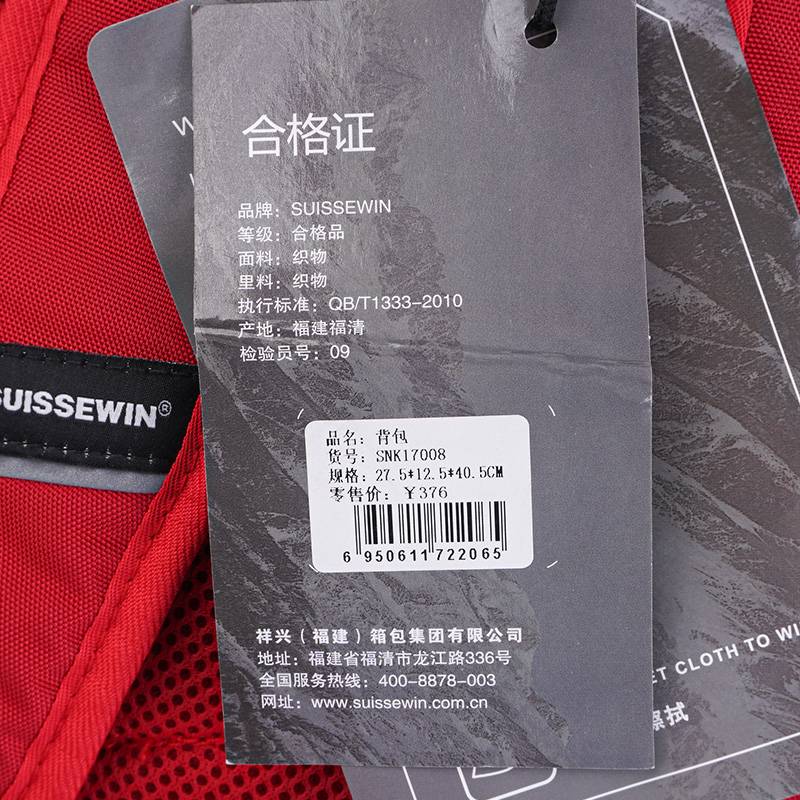 合格证
品牌：SUISSEWIN
等级：合格品
面料：织物
里料：织物
执行标准：QB/T1333-2010
产地：福建福清
检验员号：09
SUISSEWIN®
品名：背包
货号：SNK17008
规格：27.5*12.5*40.5CM
零售价：￥376
6 950611 722065
祥兴（福建）箱包集团有限公司
地址：福建省福清市龙江路336号
全国服务热线：400-8878-003
网址：www.suissewin.com.cn
CLOTH TO WI
擦拭